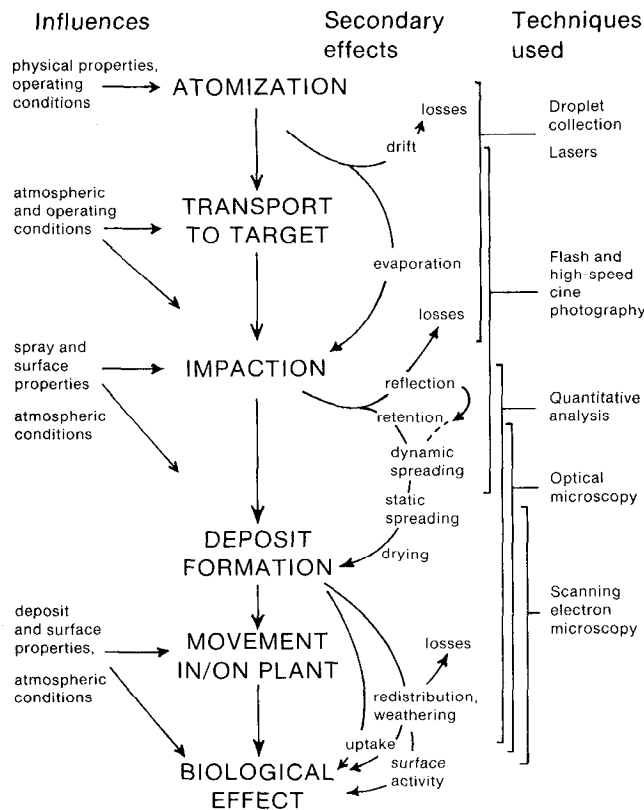 Influences
Secondary
effects
Techniques
used
physical properties,
operating
conditions
ATOMIZATION
losses
drift
Droplet
collection
Lasers
atmospheric
and operating
conditions
TRANSPORT
TO TARGET
evaporation
Flash and
high-speed
cine
photography
losses
spray and
surface
properties
IMPACTION
reflection
retention
atmospheric
conditions
Quantitative
analysis
dynamic
spreading
static
spreading
Optical
microscopy
DEPOSIT
FORMATION
drying
deposit
and surface
properties,
MOVEMENT
IN/ON PLANT
losses
Scanning
electron
microscopy
atmospheric
conditions
redistribution,
weathering
uptake
surface
activity
BIOLOGICAL
EFFECT